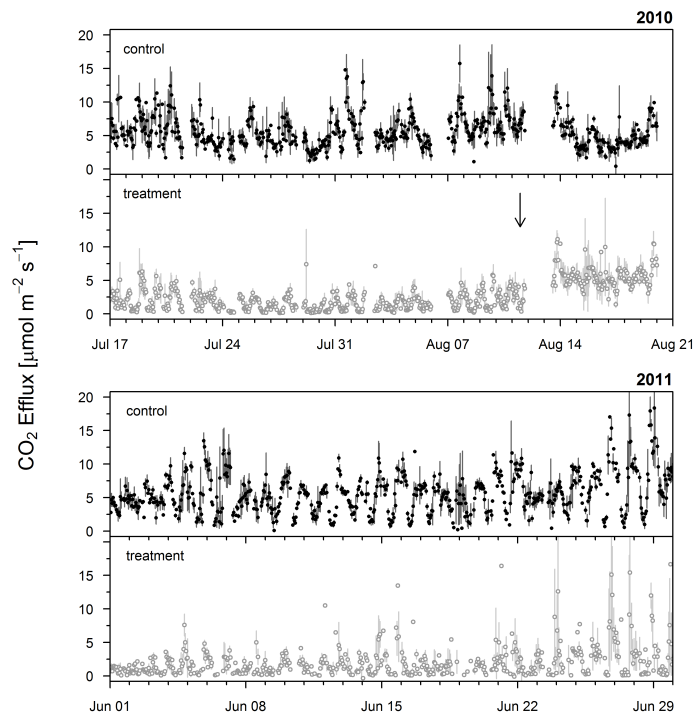 2010
20
control
15
10
5
0
treatment
15
10
5
0
Jul 17 Jul 24 Jul 31 Aug 07 Aug 14 Aug 21
CO₂ Efflux [μmol m⁻² s⁻¹]
2011
20
control
15
10
5
0
treatment
15
10
5
0
Jun 01 Jun 08 Jun 15 Jun 22 Jun 29